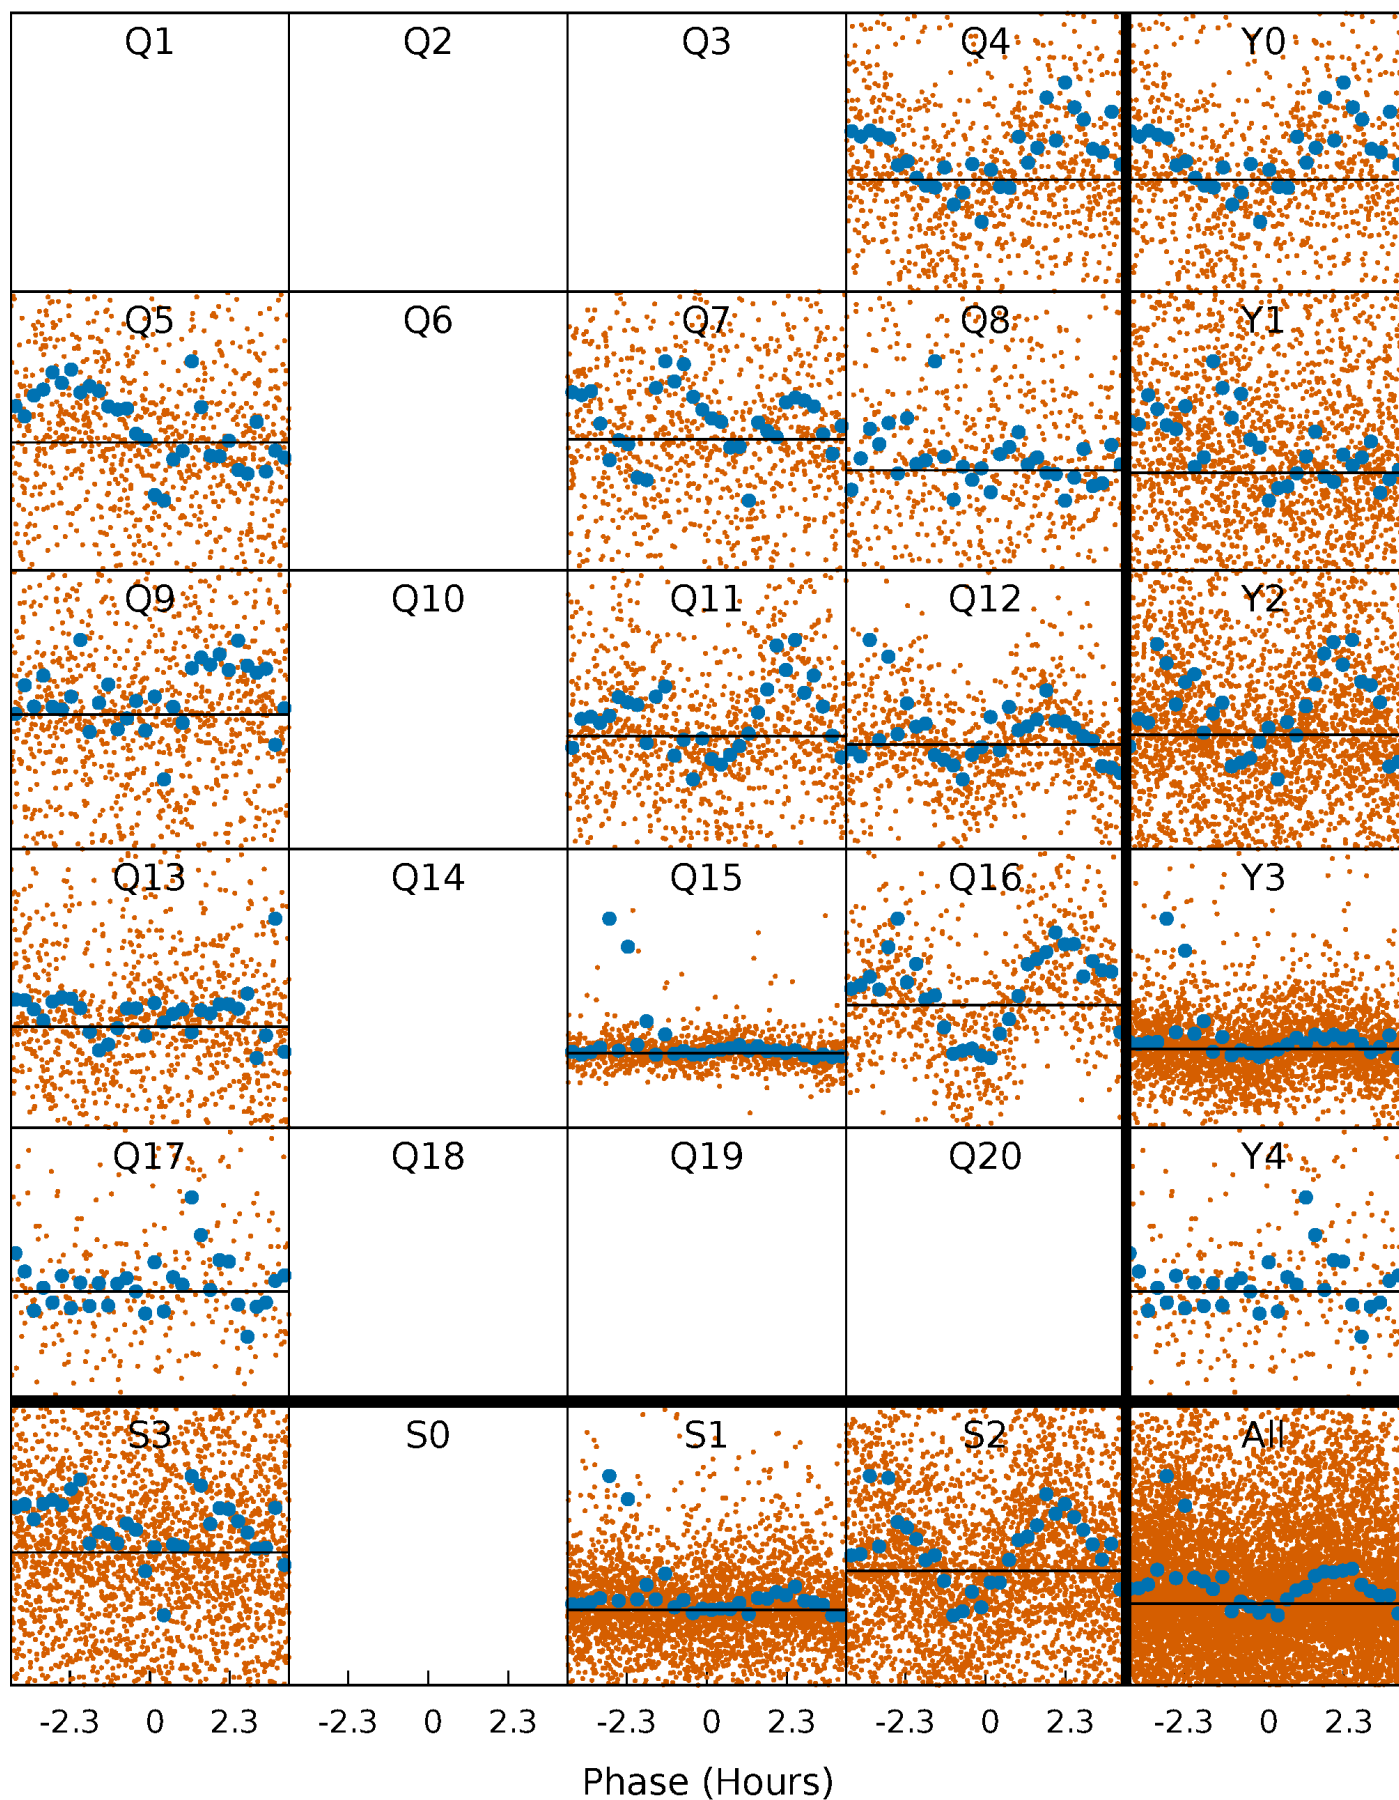 Q1 Q2 Q3 Q4 Y0
Q5 Q6 Q7 Q8 Y1
Q9 Q10 Q11 Q12 Y2
Q13 Q14 Q15 Q16 Y3
Q17 Q18 Q19 Q20 Y4
S3 S0 S1 S2 All
-2.3 0 2.3 -2.3 0 2.3 -2.3 0 2.3 -2.3 0 2.3 -2.3 0 2.3
Phase (Hours)